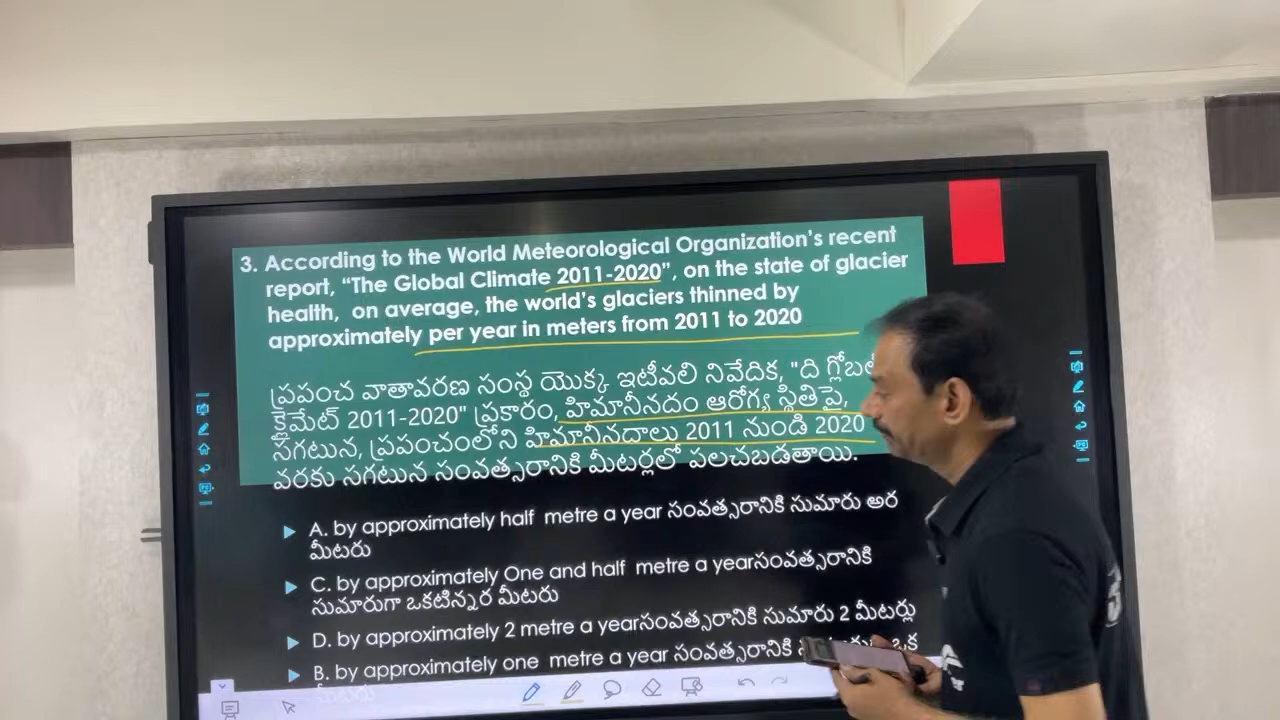 3. According to the World Meteorological Organization's recent
report, "The Global Climate 2011-2020", on the state of glacier
health, on average, the world's glaciers thinned by
approximately per year in meters from 2011 to 2020
ప్రపంచ వాతావరణ సంస్థ యొక్క ఇటీవలి నివేదిక, "ది
క్లైమేట్ 2011-2020" ప్రకారం, హిమానీనదం ఆరోగ్య స్థితిపై,
సగటున, ప్రపంచంలోని హిమానీనదాలు 2011 నుండి 2020
వరకు సగటున సంవత్సరానికి మీటర్లలో పలచబడతాయి.
A. by approximately half metre a year సంవత్సరానికి సుమారు అర
మీటరు
C. by approximately One and half metre a yearసంవత్సరానికి
సుమారుగా ఒకటిన్నర మీటరు
D. by approximately 2 metre a yearసంవత్సరానికి సుమారు 2 మీటర్లు
B. by approximately one metre a year సంవత్సరానికి ఒక